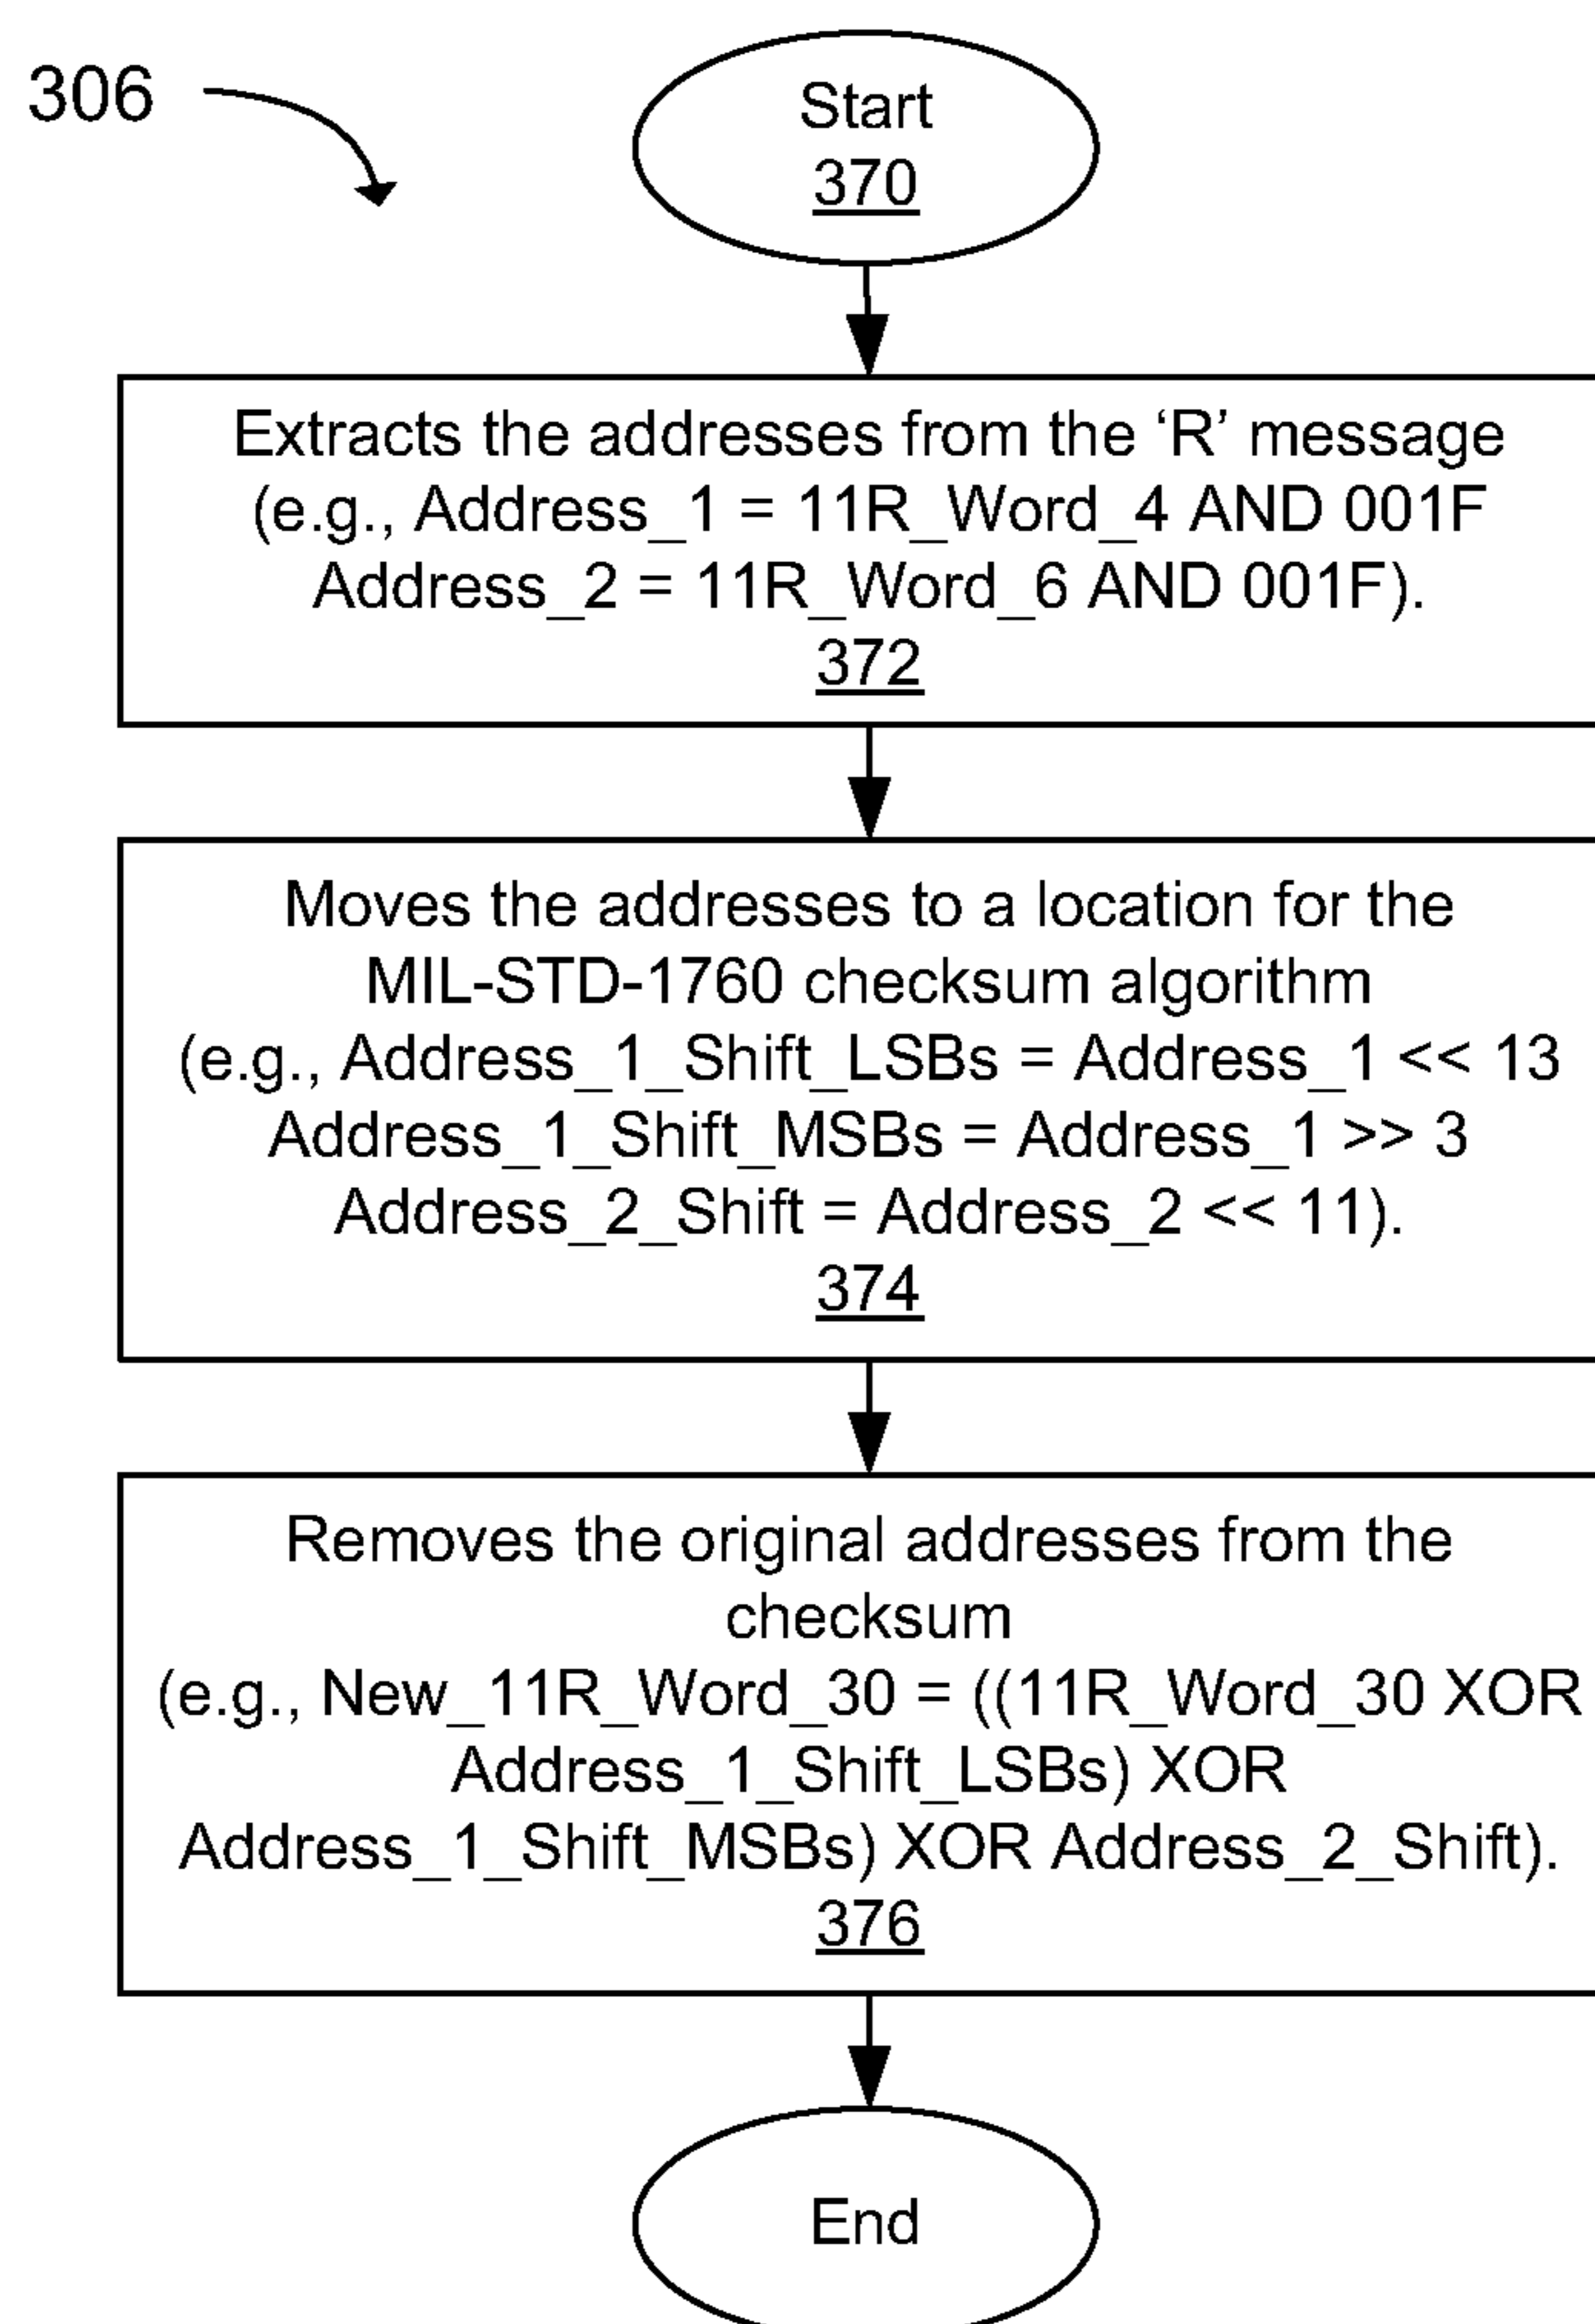 306
Start
370
Extracts the addresses from the ‘R’ message
(e.g., Address_1 = 11R_Word_4 AND 001F
Address_2 = 11R_Word_6 AND 001F).
372
Moves the addresses to a location for the
MIL-STD-1760 checksum algorithm
(e.g., Address_1_Shift_LSBs = Address_1 << 13
Address_1_Shift_MSBs = Address_1 >> 3
Address_2_Shift = Address_2 << 11).
374
Removes the original addresses from the
checksum
(e.g., New_11R_Word_30 = ((11R_Word_30 XOR
Address_1_Shift_LSBs) XOR
Address_1_Shift_MSBs) XOR Address_2_Shift).
376
End